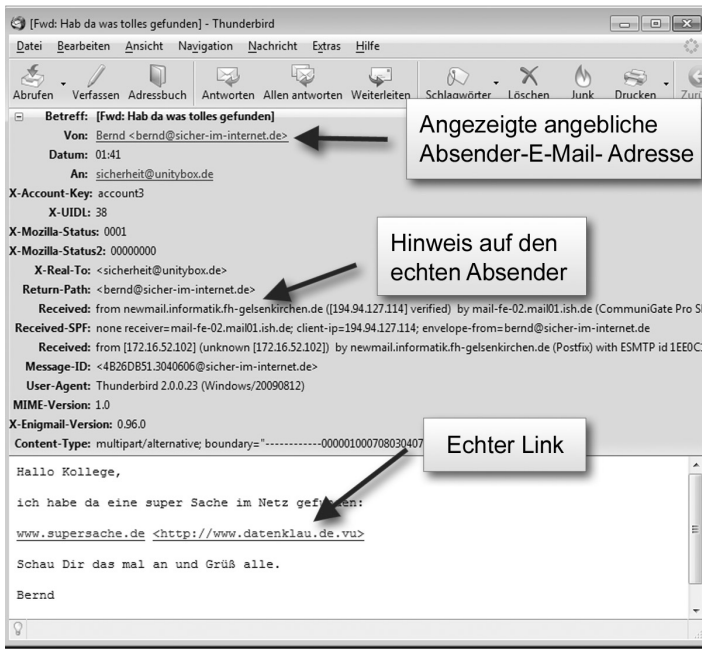 [Fwd: Hab da was tolles gefunden] - Thunderbird
Datei Bearbeiten Ansicht Navigation Nachricht Extras Hilfe
Abrufen Verfassen Adressbuch Antworten Allen antworten Weiterleiten Schlagwörter Löschen Junk Drucken Zurü
Betreff: [Fwd: Hab da was tolles gefunden]
Von: Bernd <bernd@sicher-im-internet.de>
Angezeigte angebliche
Absender-E-Mail- Adresse
Datum: 01:41
An: sicherheit@unitybox.de
X-Account-Key: account3
X-UIDL: 38
X-Mozilla-Status: 0001
X-Mozilla-Status2: 00000000
Hinweis auf den
echten Absender
X-Real-To: <sicherheit@unitybox.de>
Return-Path: <bernd@sicher-im-internet.de>
Received: from newmail.informatik.fh-gelsenkirchen.de ([194.94.127.114] verified) by mail-fe-02.mail01.ish.de (CommuniGate Pro S
Received-SPF: none receiver=mail-fe-02.mail01.ish.de; client-ip=194.94.127.114; envelope-from=bernd@sicher-im-internet.de
Received: from [172.16.52.102] (unknown [172.16.52.102]) by newmail.informatik.fh-gelsenkirchen.de (Postfix) with ESMTP id 1EE0C
Message-ID: <4B26DB51.3040606@sicher-im-internet.de>
User-Agent: Thunderbird 2.0.0.23 (Windows/20090812)
MIME-Version: 1.0
X-Enigmail-Version: 0.96.0
Content-Type: multipart/alternative; boundary="------------000001000708030407
Echter Link
Hallo Kollege,
ich habe da eine super Sache im Netz gefunden:
www.supersache.de <http://www.datenklau.de.vu>
Schau Dir das mal an und Grüß alle.
Bernd